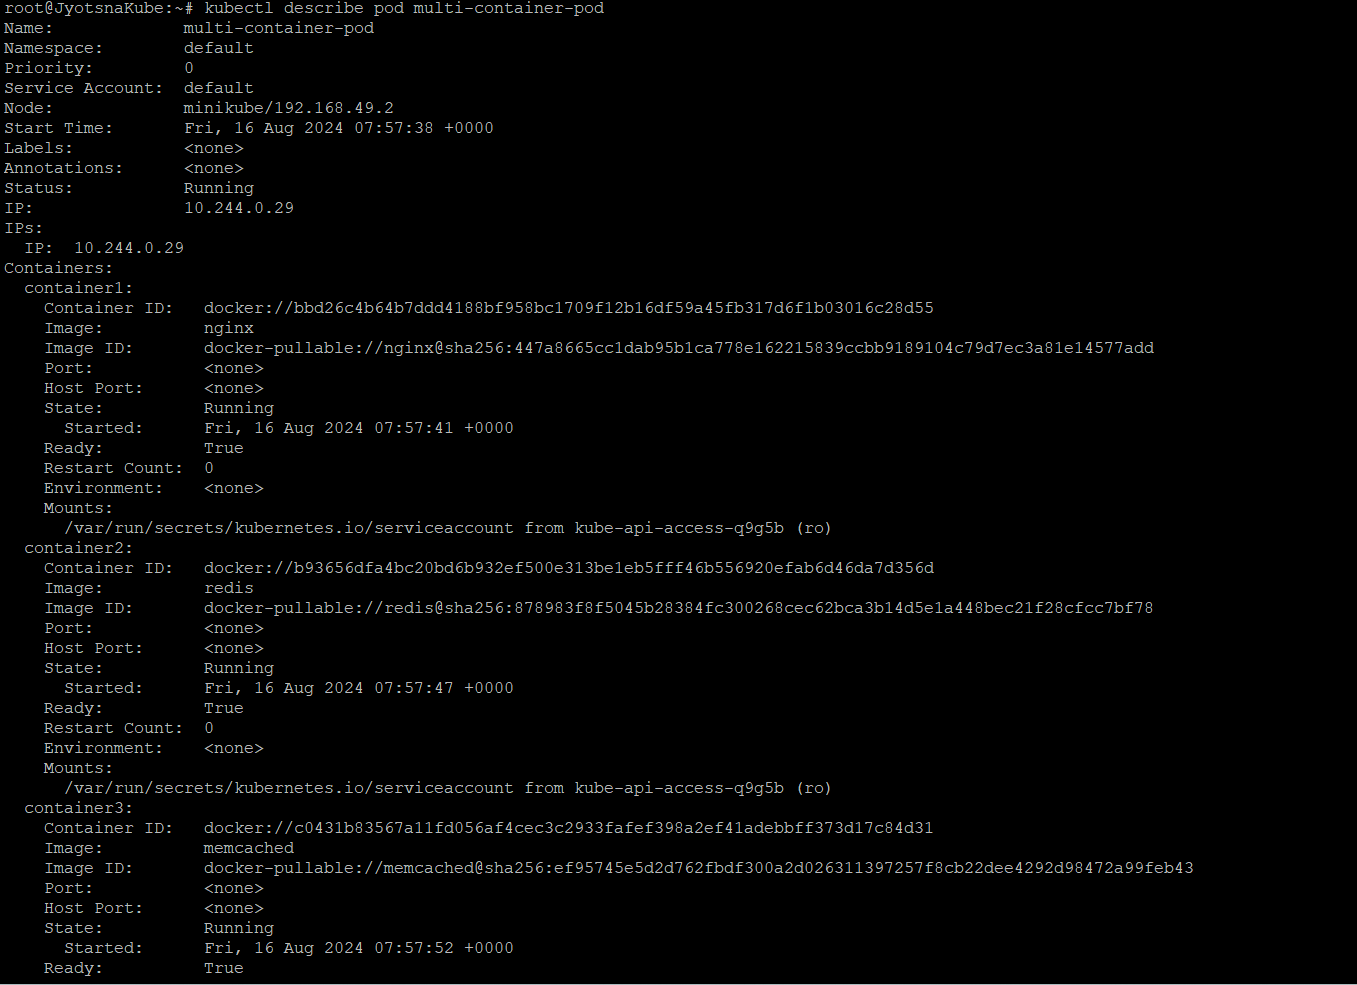 root@JyotsnaKube:~# kubectl describe pod multi-container-pod
Name:             multi-container-pod
Namespace:        default
Priority:         0
Service Account:  default
Node:             minikube/192.168.49.2
Start Time:       Fri, 16 Aug 2024 07:57:38 +0000
Labels:           <none>
Annotations:      <none>
Status:           Running
IP:               10.244.0.29
IPs:
  IP:  10.244.0.29
Containers:
  container1:
    Container ID:   docker://bbd26c4b64b7ddd4188bf958bc1709f12b16df59a45fb317d6f1b03016c28d55
    Image:          nginx
    Image ID:       docker-pullable://nginx@sha256:447a8665cc1dab95b1ca778e162215839ccbb9189104c79d7ec3a81e14577add
    Port:           <none>
    Host Port:      <none>
    State:          Running
      Started:      Fri, 16 Aug 2024 07:57:41 +0000
    Ready:          True
    Restart Count:  0
    Environment:    <none>
    Mounts:
      /var/run/secrets/kubernetes.io/serviceaccount from kube-api-access-q9g5b (ro)
  container2:
    Container ID:   docker://b93656dfa4bc20bd6b932ef500e313be1eb5fff46b556920efab6d46da7d356d
    Image:          redis
    Image ID:       docker-pullable://redis@sha256:878983f8f5045b28384fc300268cec62bca3b14d5e1a448bec21f28cfcc7bf78
    Port:           <none>
    Host Port:      <none>
    State:          Running
      Started:      Fri, 16 Aug 2024 07:57:47 +0000
    Ready:          True
    Restart Count:  0
    Environment:    <none>
    Mounts:
      /var/run/secrets/kubernetes.io/serviceaccount from kube-api-access-q9g5b (ro)
  container3:
    Container ID:   docker://c0431b83567a11fd056af4cec3c2933fafef398a2ef41adebbff373d17c84d31
    Image:          memcached
    Image ID:       docker-pullable://memcached@sha256:ef95745e5d2d762fbdf300a2d026311397257f8cb22dee4292d98472a99feb43
    Port:           <none>
    Host Port:      <none>
    State:          Running
      Started:      Fri, 16 Aug 2024 07:57:52 +0000
    Ready:          True